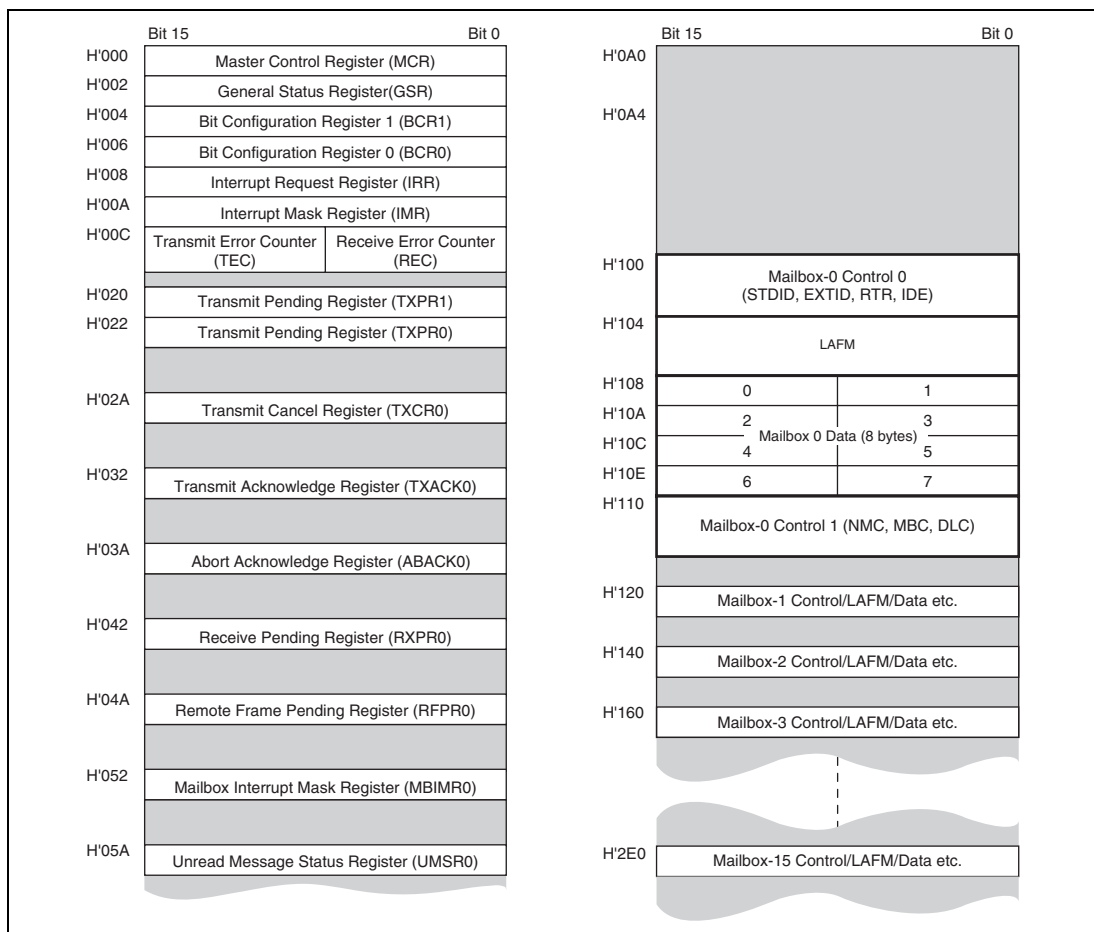 Bit 15 Bit 0
H'000 Master Control Register (MCR)
H'002 General Status Register(GSR)
H'004 Bit Configuration Register 1 (BCR1)
H'006 Bit Configuration Register 0 (BCR0)
H'008 Interrupt Request Register (IRR)
H'00A Interrupt Mask Register (IMR)
H'00C Transmit Error Counter Receive Error Counter
(TEC) (REC)
H'020 Transmit Pending Register (TXPR1)
H'022 Transmit Pending Register (TXPR0)
H'02A Transmit Cancel Register (TXCR0)
H'032 Transmit Acknowledge Register (TXACK0)
H'03A Abort Acknowledge Register (ABACK0)
H'042 Receive Pending Register (RXPR0)
H'04A Remote Frame Pending Register (RFPR0)
H'052 Mailbox Interrupt Mask Register (MBIMR0)
H'05A Unread Message Status Register (UMSR0)
Bit 15 Bit 0
H'0A0
H'0A4
H'100 Mailbox-0 Control 0
(STDID, EXTID, RTR, IDE)
H'104 LAFM
H'108 0 1
H'10A 2 3
Mailbox 0 Data (8 bytes)
H'10C 4 5
H'10E 6 7
H'110 Mailbox-0 Control 1 (NMC, MBC, DLC)
H'120 Mailbox-1 Control/LAFM/Data etc.
H'140 Mailbox-2 Control/LAFM/Data etc.
H'160 Mailbox-3 Control/LAFM/Data etc.
H'2E0 Mailbox-15 Control/LAFM/Data etc.